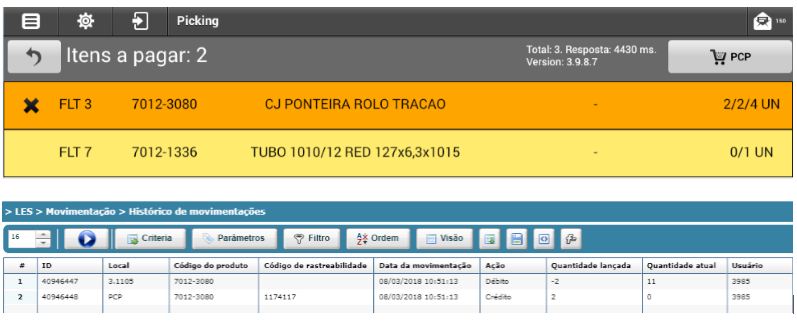 Picking 150
Itens a pagar: 2 Total: 3. Resposta: 4430 ms. PCP
Version: 3.9.8.7
FLT 3 7012-3080 CJ PONTEIRA ROLO TRACAO - 2/2/4 UN
FLT 7 7012-1336 TUBO 1010/12 RED 127x6,3x1015 - 0/1 UN
> LES > Movimentação > Histórico de movimentações
16 Criteria Parâmetros Filtro Ordem Visão
# ID Local Código do produto Código de rastreabilidade Data da movimentação Ação Quantidade lançada Quantidade atual Usuário
1 40946447 3.1105 7012-3080 08/03/2018 10:51:13 Débito -2 11 3985
2 40946448 PCP 7012-3080 1174117 08/03/2018 10:51:13 Crédito 2 0 3985